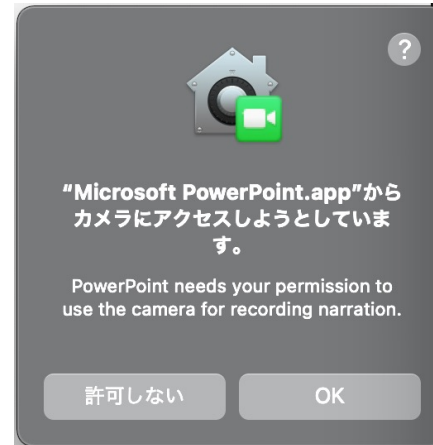 ?
“Microsoft PowerPoint.app”から
カメラにアクセスしようとしていま
す。
PowerPoint needs your permission to
use the camera for recording narration.
許可しない
OK